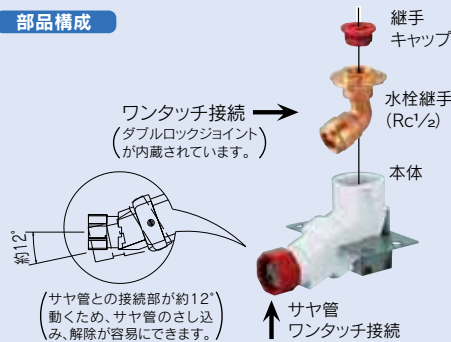 部品構成
継手
キャップ
水栓継手
(Rc1/2)
ワンタッチ接続
(ダブルロックジョイント
が内蔵されています。)
本体
約12°
(サヤ管との接続部が約12°
動くため、サヤ管のさし込
み、解除が容易にできます。)
サヤ管
ワンタッチ接続